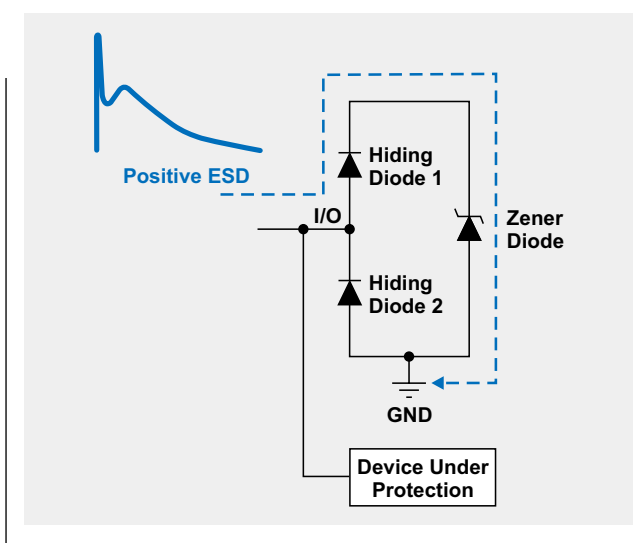 Positive ESD
Hiding
Diode 1
I/O
Zener
Diode
Hiding
Diode 2
GND
Device Under
Protection